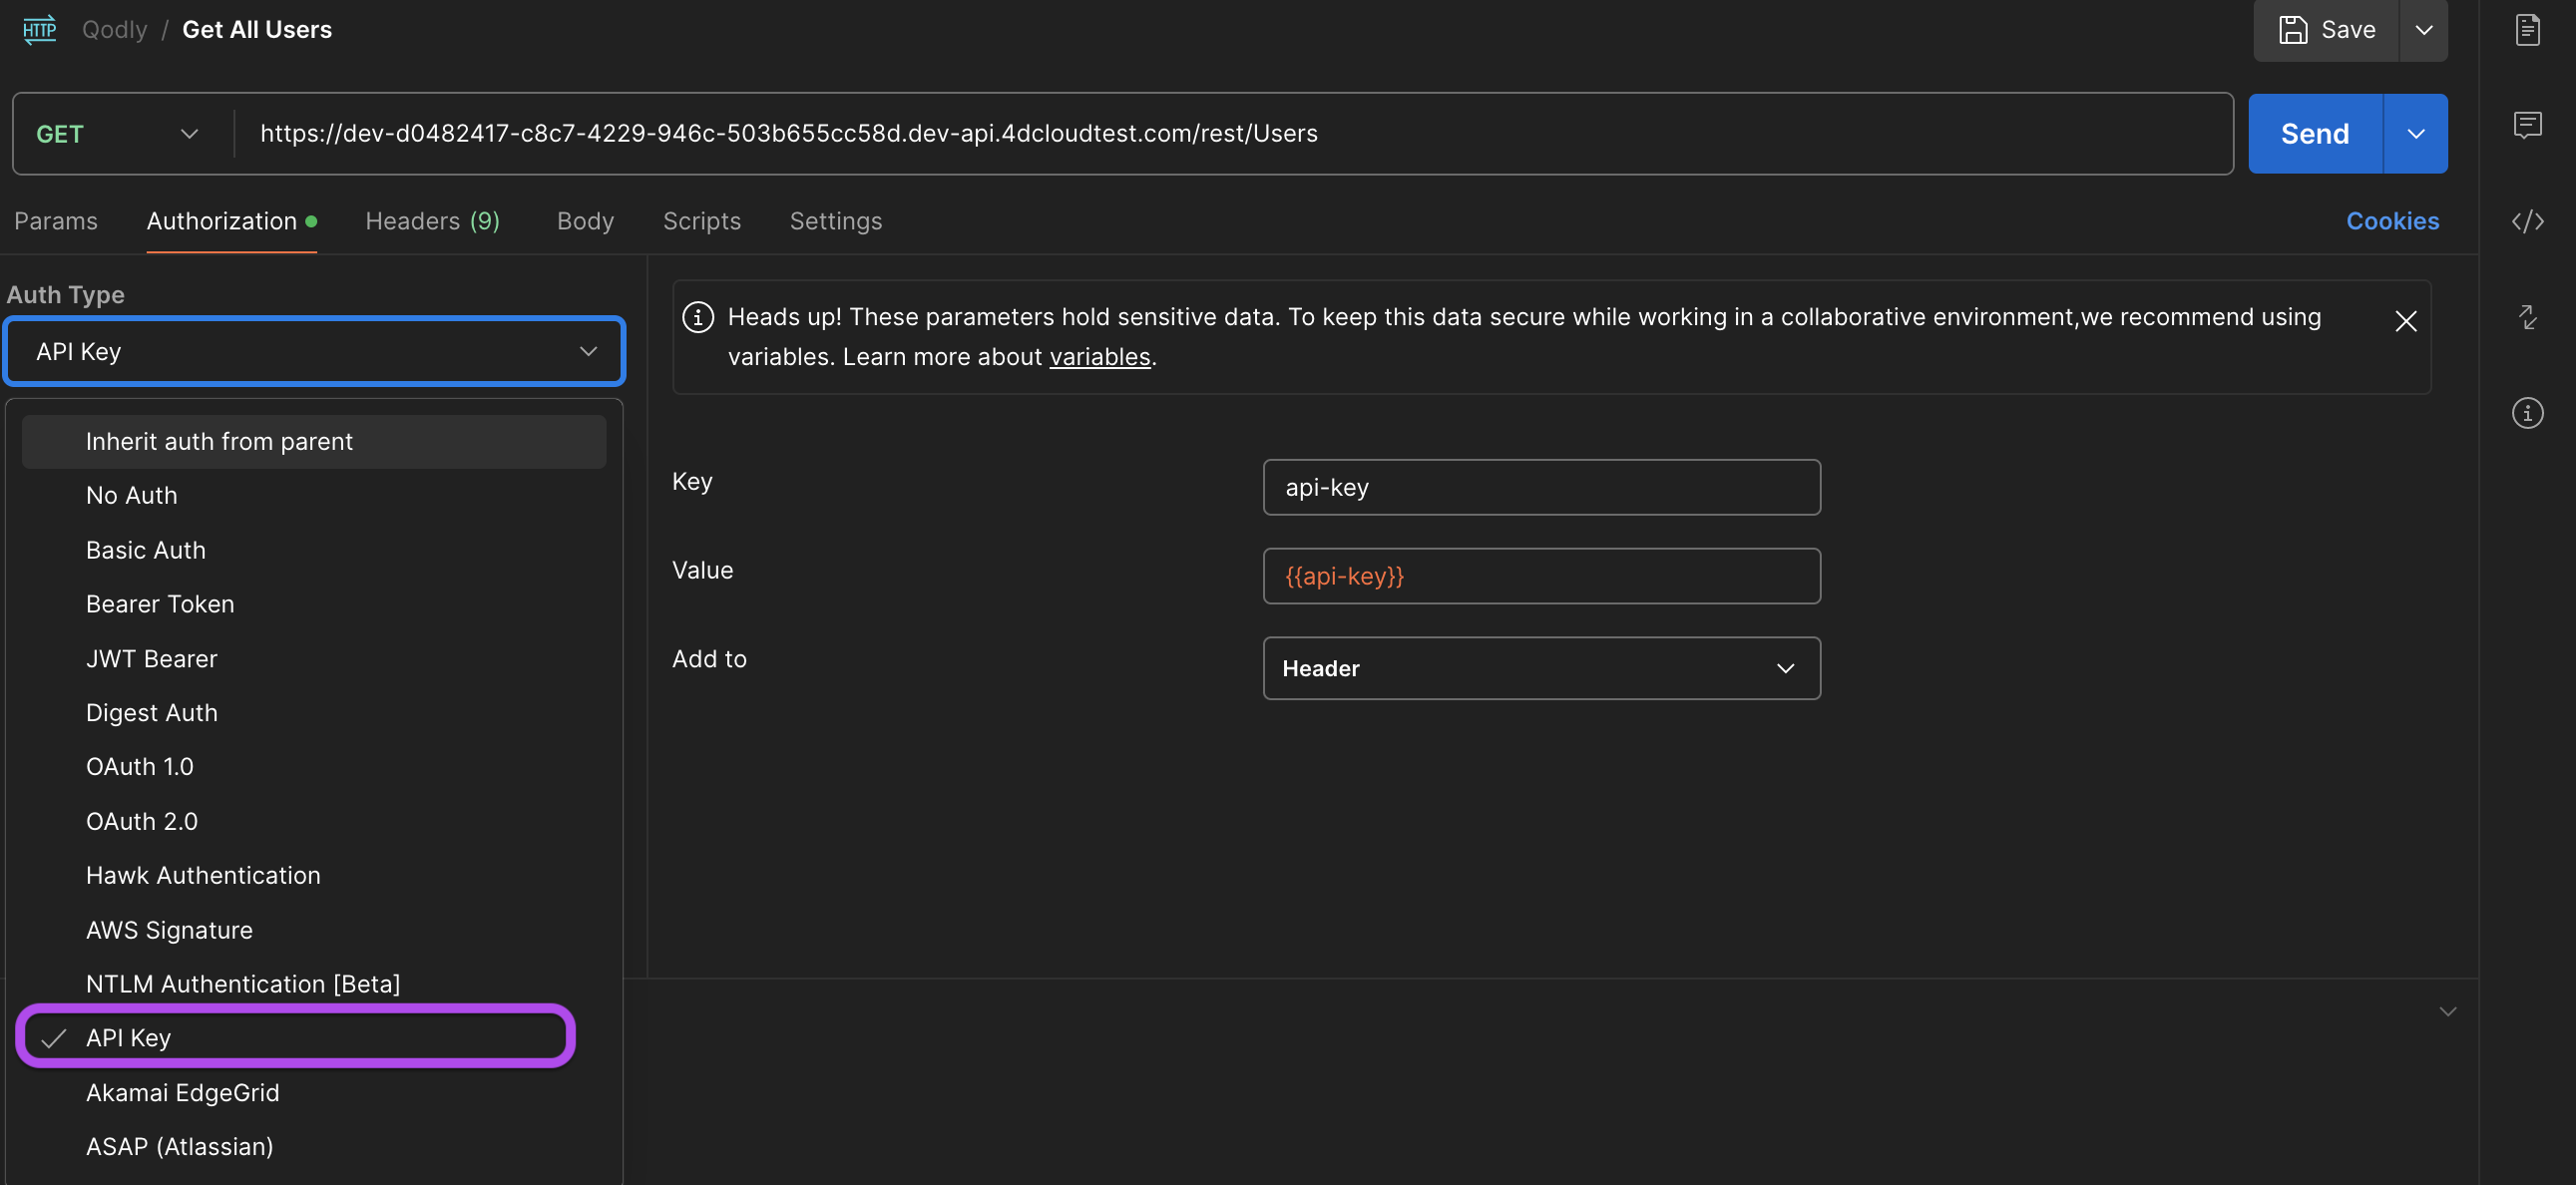 HTTP Qodly / Get All Users Save
GET https://dev-d0482417-c8c7-4229-946c-503b655cc58d.dev-api.4dcloudtest.com/rest/Users Send
Params Authorization Headers (9) Body Scripts Settings Cookies
Auth Type
API Key
Inherit auth from parent
No Auth
Basic Auth
Bearer Token
JWT Bearer
Digest Auth
OAuth 1.0
OAuth 2.0
Hawk Authentication
AWS Signature
NTLM Authentication [Beta]
API Key
Akamai EdgeGrid
ASAP (Atlassian)
Heads up! These parameters hold sensitive data. To keep this data secure while working in a collaborative environment,we recommend using
variables. Learn more about variables.
Key api-key
Value {{api-key}}
Add to Header